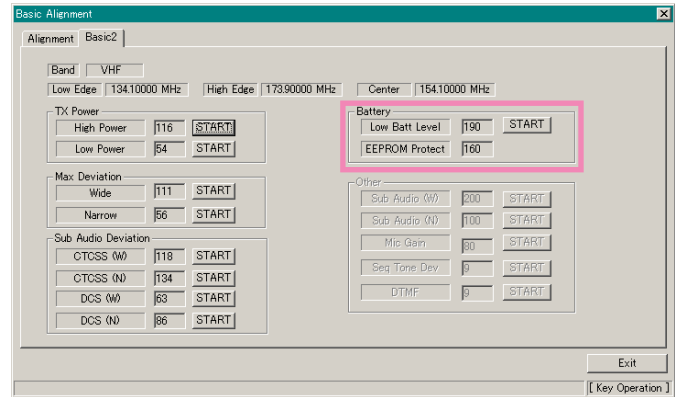 Basic Alignment
Alignment Basic2
Band VHF
Low Edge 134.10000 MHz High Edge 173.90000 MHz Center 154.10000 MHz
TX Power
High Power 116 START
Low Power 54 START
Max Deviation
Wide 111 START
Narrow 56 START
Sub Audio Deviation
CTCSS (W) 118 START
CTCSS (N) 134 START
DCS (W) 63 START
DCS (N) 86 START
Battery
Low Batt Level 190 START
EEPROM Protect 160
Other
Sub Audio (W) 200 START
Sub Audio (N) 100 START
Mic Gain 80 START
Seq Tone Dev 9 START
DTMF 9 START
Exit
[ Key Operation ]